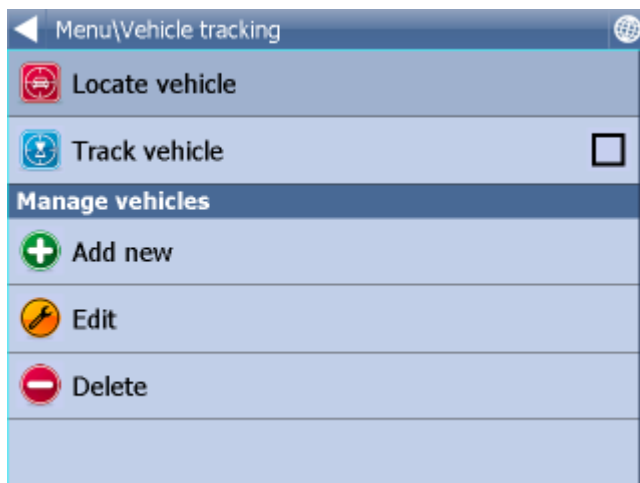 Menu\Vehicle tracking
Locate vehicle
Track vehicle
Manage vehicles
Add new
Edit
Delete